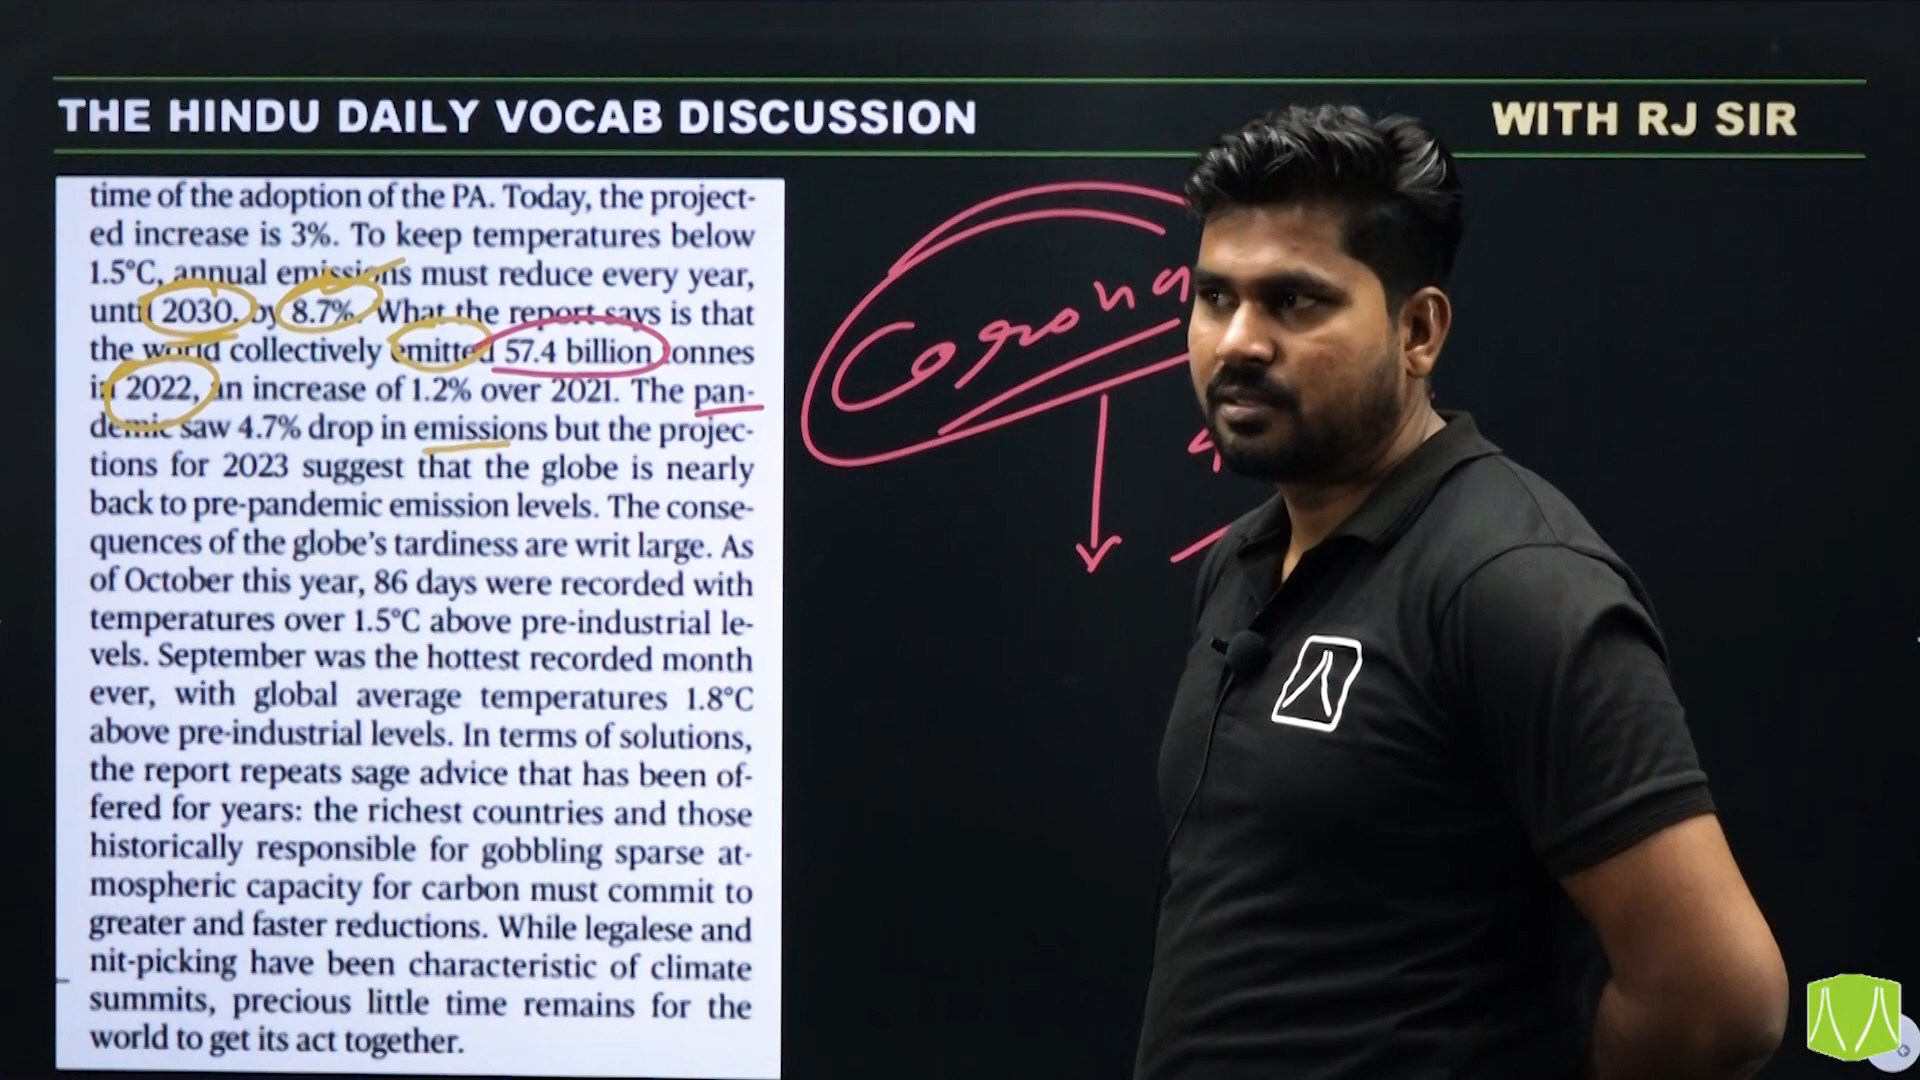 THE HINDU DAILY VOCAB DISCUSSION
WITH RJ SIR
time of the adoption of the PA. Today, the project-
ed increase is 3%. To keep temperatures below
1.5°C, annual emissions must reduce every year,
until 2030, by 8.7%. What the report says is that
the world collectively emitted 57.4 billion tonnes
in 2022, an increase of 1.2% over 2021. The pan-
demic saw 4.7% drop in emissions but the projec-
tions for 2023 suggest that the globe is nearly
back to pre-pandemic emission levels. The conse-
quences of the globe's tardiness are writ large. As
of October this year, 86 days were recorded with
temperatures over 1.5°C above pre-industrial le-
vels. September was the hottest recorded month
ever, with global average temperatures 1.8°C
above pre-industrial levels. In terms of solutions,
the report repeats sage advice that has been of-
fered for years: the richest countries and those
historically responsible for gobbling sparse at-
mospheric capacity for carbon must commit to
greater and faster reductions. While legalese and
nit-picking have been characteristic of climate
summits, precious little time remains for the
world to get its act together.
Corona